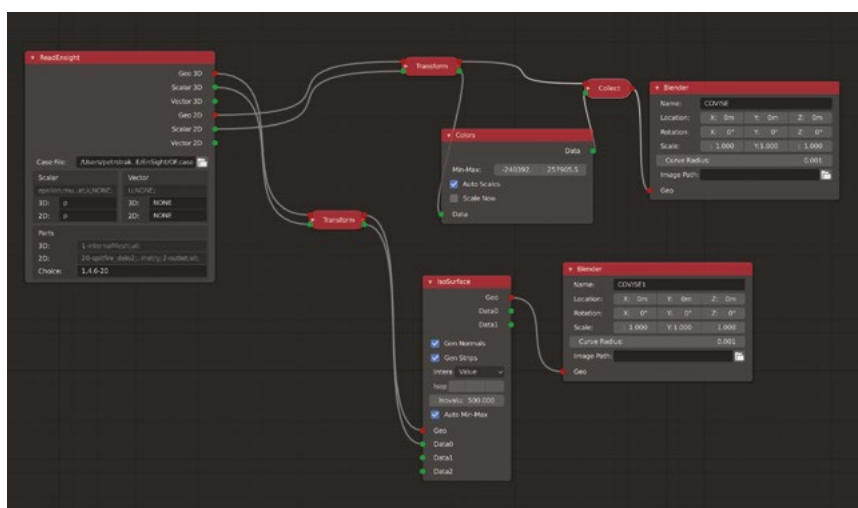 ReadEnsight
Geo 3D
Scalar 3D
Vector 3D
Geo 2D
Scalar 2D
Vector 2D
Case File:
Scalar Vector
3D: p 3D: NONE
2D: p 2D: NONE
Parts
3D:
2D:
Choice: 1,4,6-20
Transform
Transform
Collect
Colors
Data
Min-Max: -240392. 257905.5
Auto Scales
Scale Now
Data
Blender
Name: COVISE
Location: X: 0m Y: 0m Z: 0m
Rotation: X: 0° Y: 0° Z: 0°
Scale: : 1.000 Y:1.000 : 1.000
Curve Radius: 0.001
Image Path:
Geo
IsoSurface
Geo
Data0
Data1
Gen Normals
Gen Strips
Intera Value
Isop
Isovalu: 500.000
Auto Min-Max
Geo
Data0
Data1
Data2
Blender
Name: COVISE1
Location: X: 0m Y: 0m Z: 0m
Rotation: X: 0° Y: 0° Z: 0°
Scale: : 1.000 Y:1.000 : 1.000
Curve Radius: 0.001
Image Path:
Geo